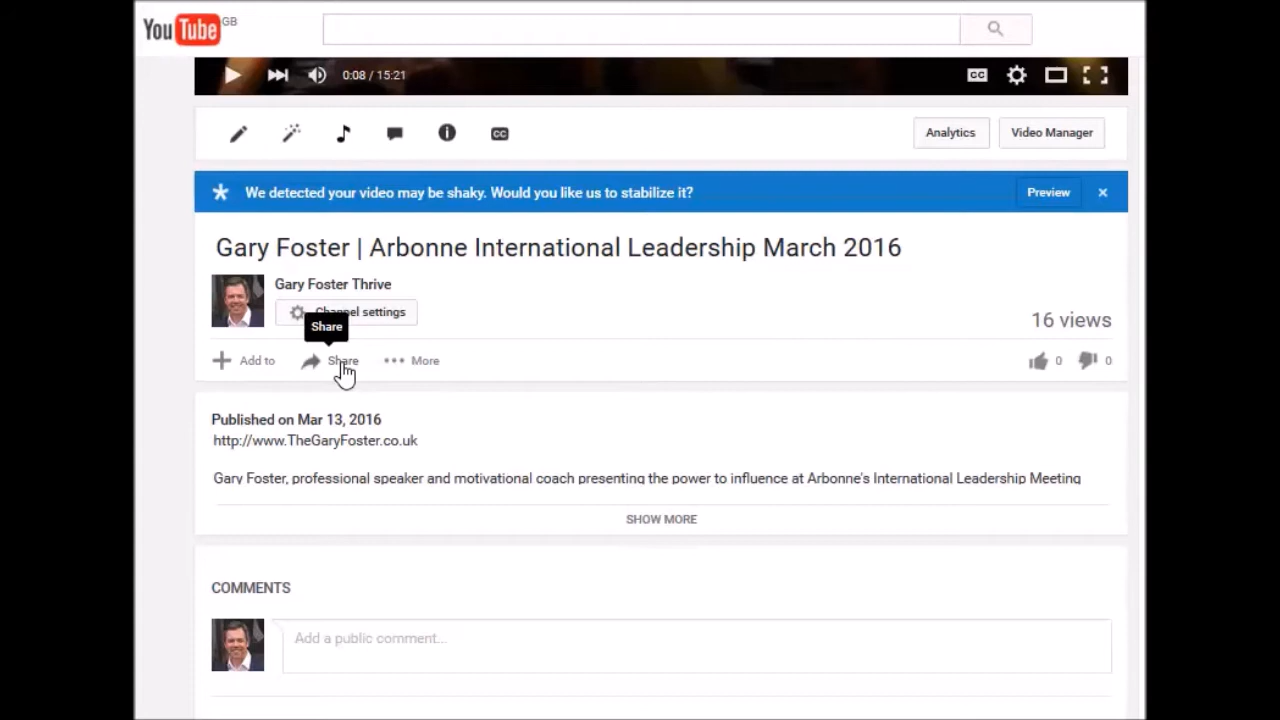 YouTube GB
0:08 / 15:21 CC
CC Analytics Video Manager
We detected your video may be shaky. Would you like us to stabilize it? Preview ×
Gary Foster | Arbonne International Leadership March 2016
Gary Foster Thrive
Channel settings
16 views
Share
Add to Share More 0 0
Published on Mar 13, 2016
http://www.TheGaryFoster.co.uk
Gary Foster, professional speaker and motivational coach presenting the power to influence at Arbonne's International Leadership Meeting
SHOW MORE
COMMENTS
Add a public comment...